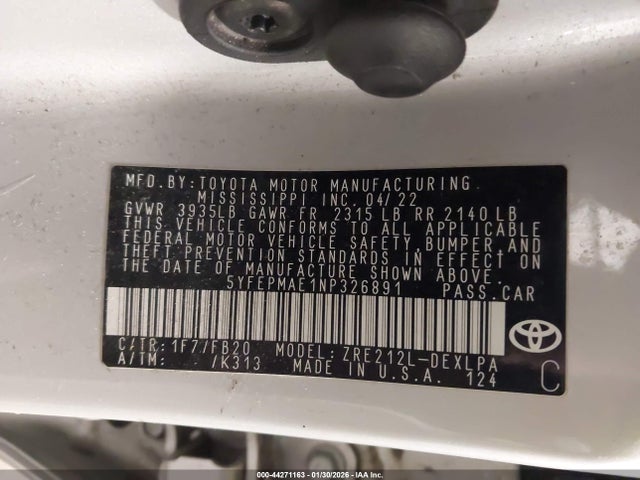 MFD.BY:TOYOTA MOTOR MANUFACTURING
MISSISSIPPI INC. 04/22
GVWR 3935LB GAWR FR 2315 LB RR 2140 LB
THIS VEHICLE CONFORMS TO ALL APPLICABLE
FEDERAL MOTOR VEHICLE SAFETY, BUMPER, AND
THEFT PREVENTION STANDARDS IN EFFECT ON
THE DATE OF MANUFACTURE SHOWN ABOVE.
5YFEPMAE1NP326891 PASS.CAR
C/TR: 1F7/FB20 MODEL: ZRE212L-DEXLPA
A/TM: /K313 MADE IN U.S.A. 124
TOYOTA
C
000-44271163 - 01/30/2026 - IAA Inc.